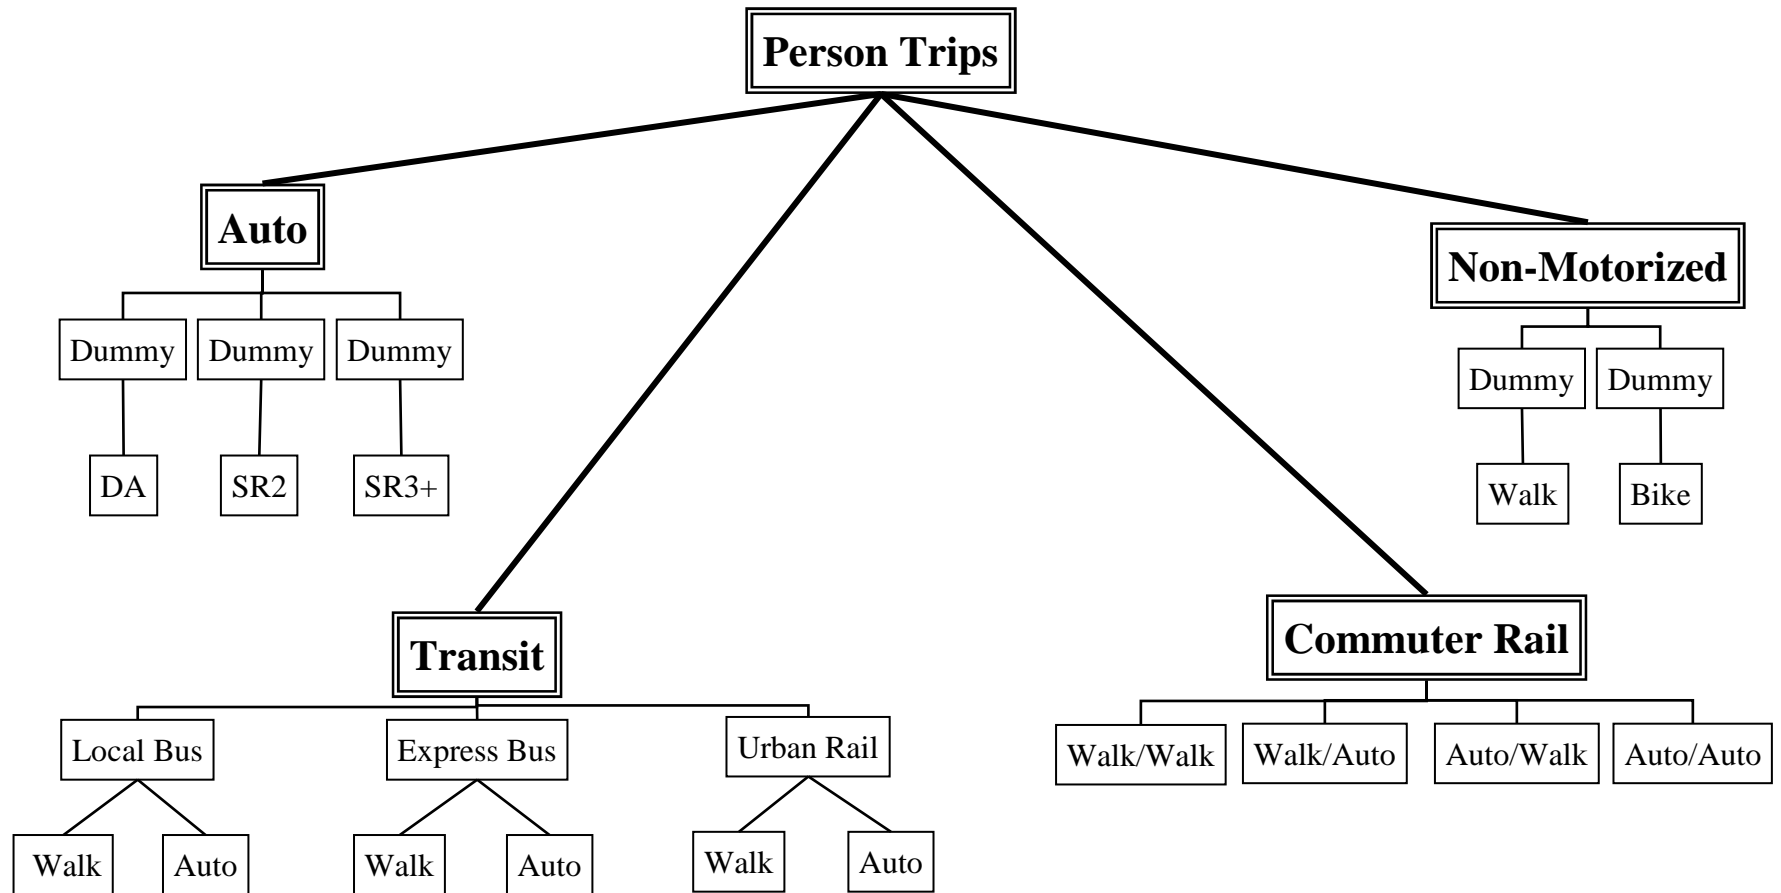 Person Trips
Auto
Non-Motorized
Dummy
Dummy
Dummy
Dummy
Dummy
DA
SR2
SR3+
Walk
Bike
Transit
Commuter Rail
Local Bus
Express Bus
Urban Rail
Walk/Walk
Walk/Auto
Auto/Walk
Auto/Auto
Walk
Auto
Walk
Auto
Walk
Auto